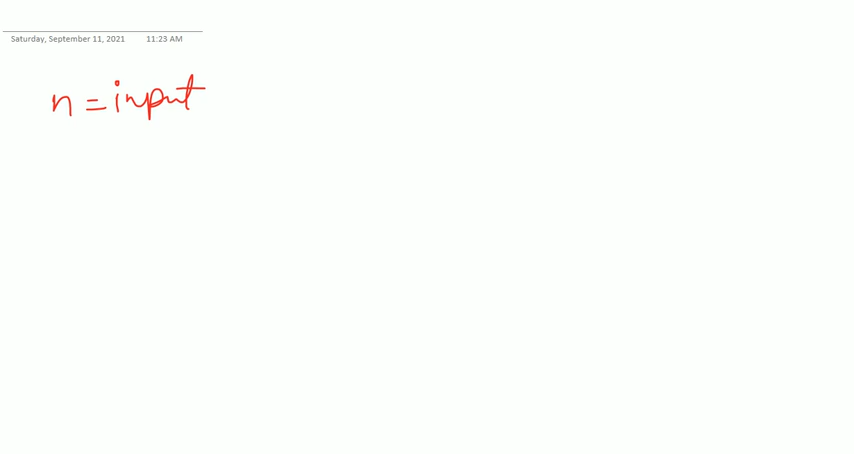 Saturday, September 11, 2021 11:23 AM
n = input